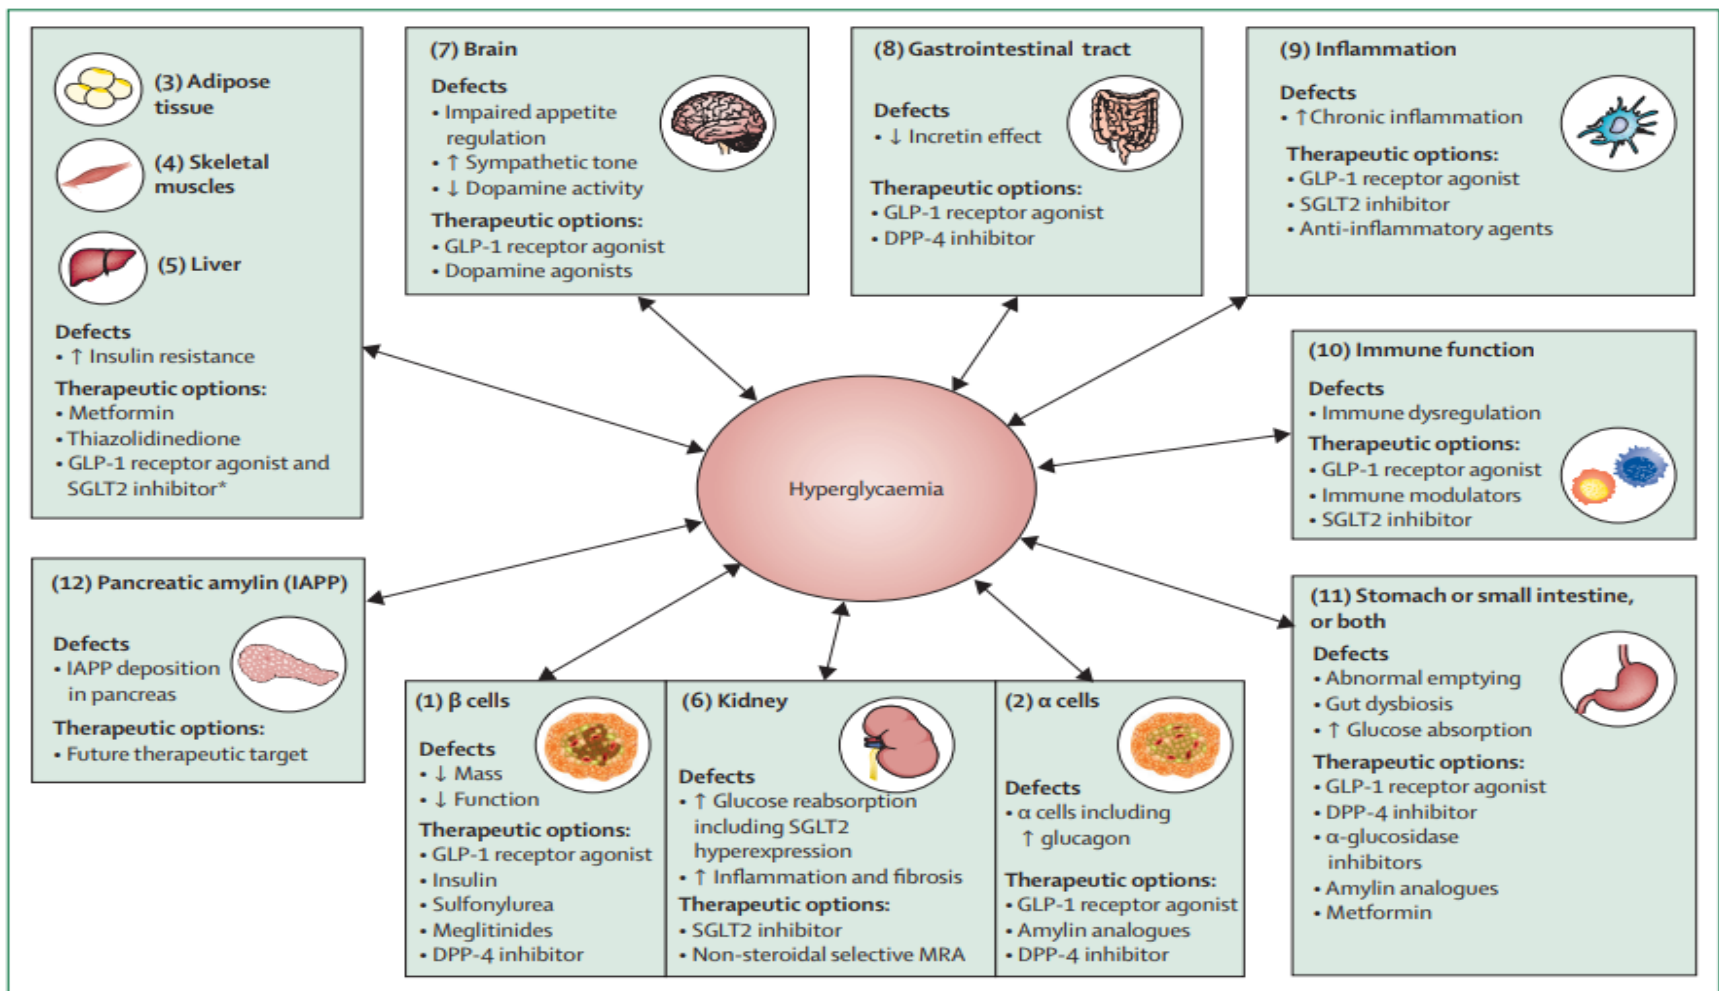 (3) Adipose
tissue
(4) Skeletal
muscles
(5) Liver
Defects
• ↑ Insulin resistance
Therapeutic options:
• Metformin
• Thiazolidinedione
• GLP-1 receptor agonist and
SGLT2 inhibitor*
(7) Brain
Defects
• Impaired appetite
regulation
• ↑ Sympathetic tone
• ↓ Dopamine activity
Therapeutic options:
• GLP-1 receptor agonist
• Dopamine agonists
(8) Gastrointestinal tract
Defects
• ↓ Incretin effect
Therapeutic options:
• GLP-1 receptor agonist
• DPP-4 inhibitor
(9) Inflammation
Defects
• ↑Chronic inflammation
Therapeutic options:
• GLP-1 receptor agonist
• SGLT2 inhibitor
• Anti-inflammatory agents
(10) Immune function
Defects
• Immune dysregulation
Therapeutic options:
• GLP-1 receptor agonist
• Immune modulators
• SGLT2 inhibitor
Hyperglycaemia
(12) Pancreatic amylin (IAPP)
Defects
• IAPP deposition
in pancreas
Therapeutic options:
• Future therapeutic target
(1) β cells
Defects
• ↓ Mass
• ↓ Function
Therapeutic options:
• GLP-1 receptor agonist
• Insulin
• Sulfonylurea
• Meglitinides
• DPP-4 inhibitor
(6) Kidney
Defects
• ↑ Glucose reabsorption
including SGLT2
hyperexpression
• ↑ Inflammation and fibrosis
Therapeutic options:
• SGLT2 inhibitor
• Non-steroidal selective MRA
(2) α cells
Defects
• α cells including
↑ glucagon
Therapeutic options:
• GLP-1 receptor agonist
• Amylin analogues
• DPP-4 inhibitor
(11) Stomach or small intestine,
or both
Defects
• Abnormal emptying
• Gut dysbiosis
• ↑ Glucose absorption
Therapeutic options:
• GLP-1 receptor agonist
• DPP-4 inhibitor
• α-glucosidase
inhibitors
• Amylin analogues
• Metformin